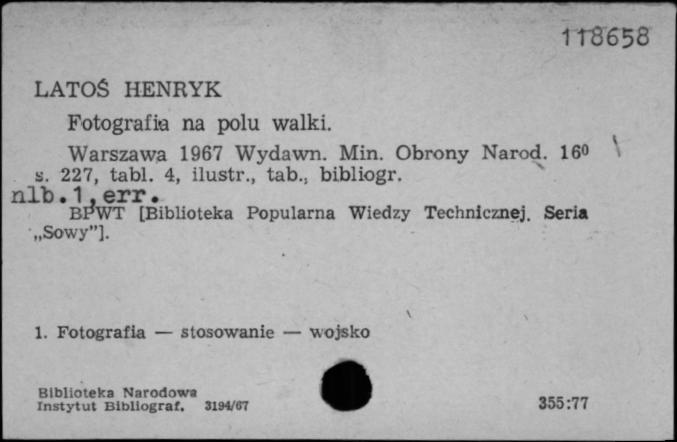 118658
LATOŚ HENRYK
Fotografia na polu walki.
Warszawa 1967 Wydawn. Min. Obrony Narod. 16⁰
s. 227, tabl. 4, ilustr., tab., bibliogr.
nlb.1,err.
BPWT [Biblioteka Popularna Wiedzy Technicznej. Seria
„Sowy”].
1. Fotografia — stosowanie — wojsko
Biblioteka Narodowa
Instytut Bibliograf. 3194/67
355:77